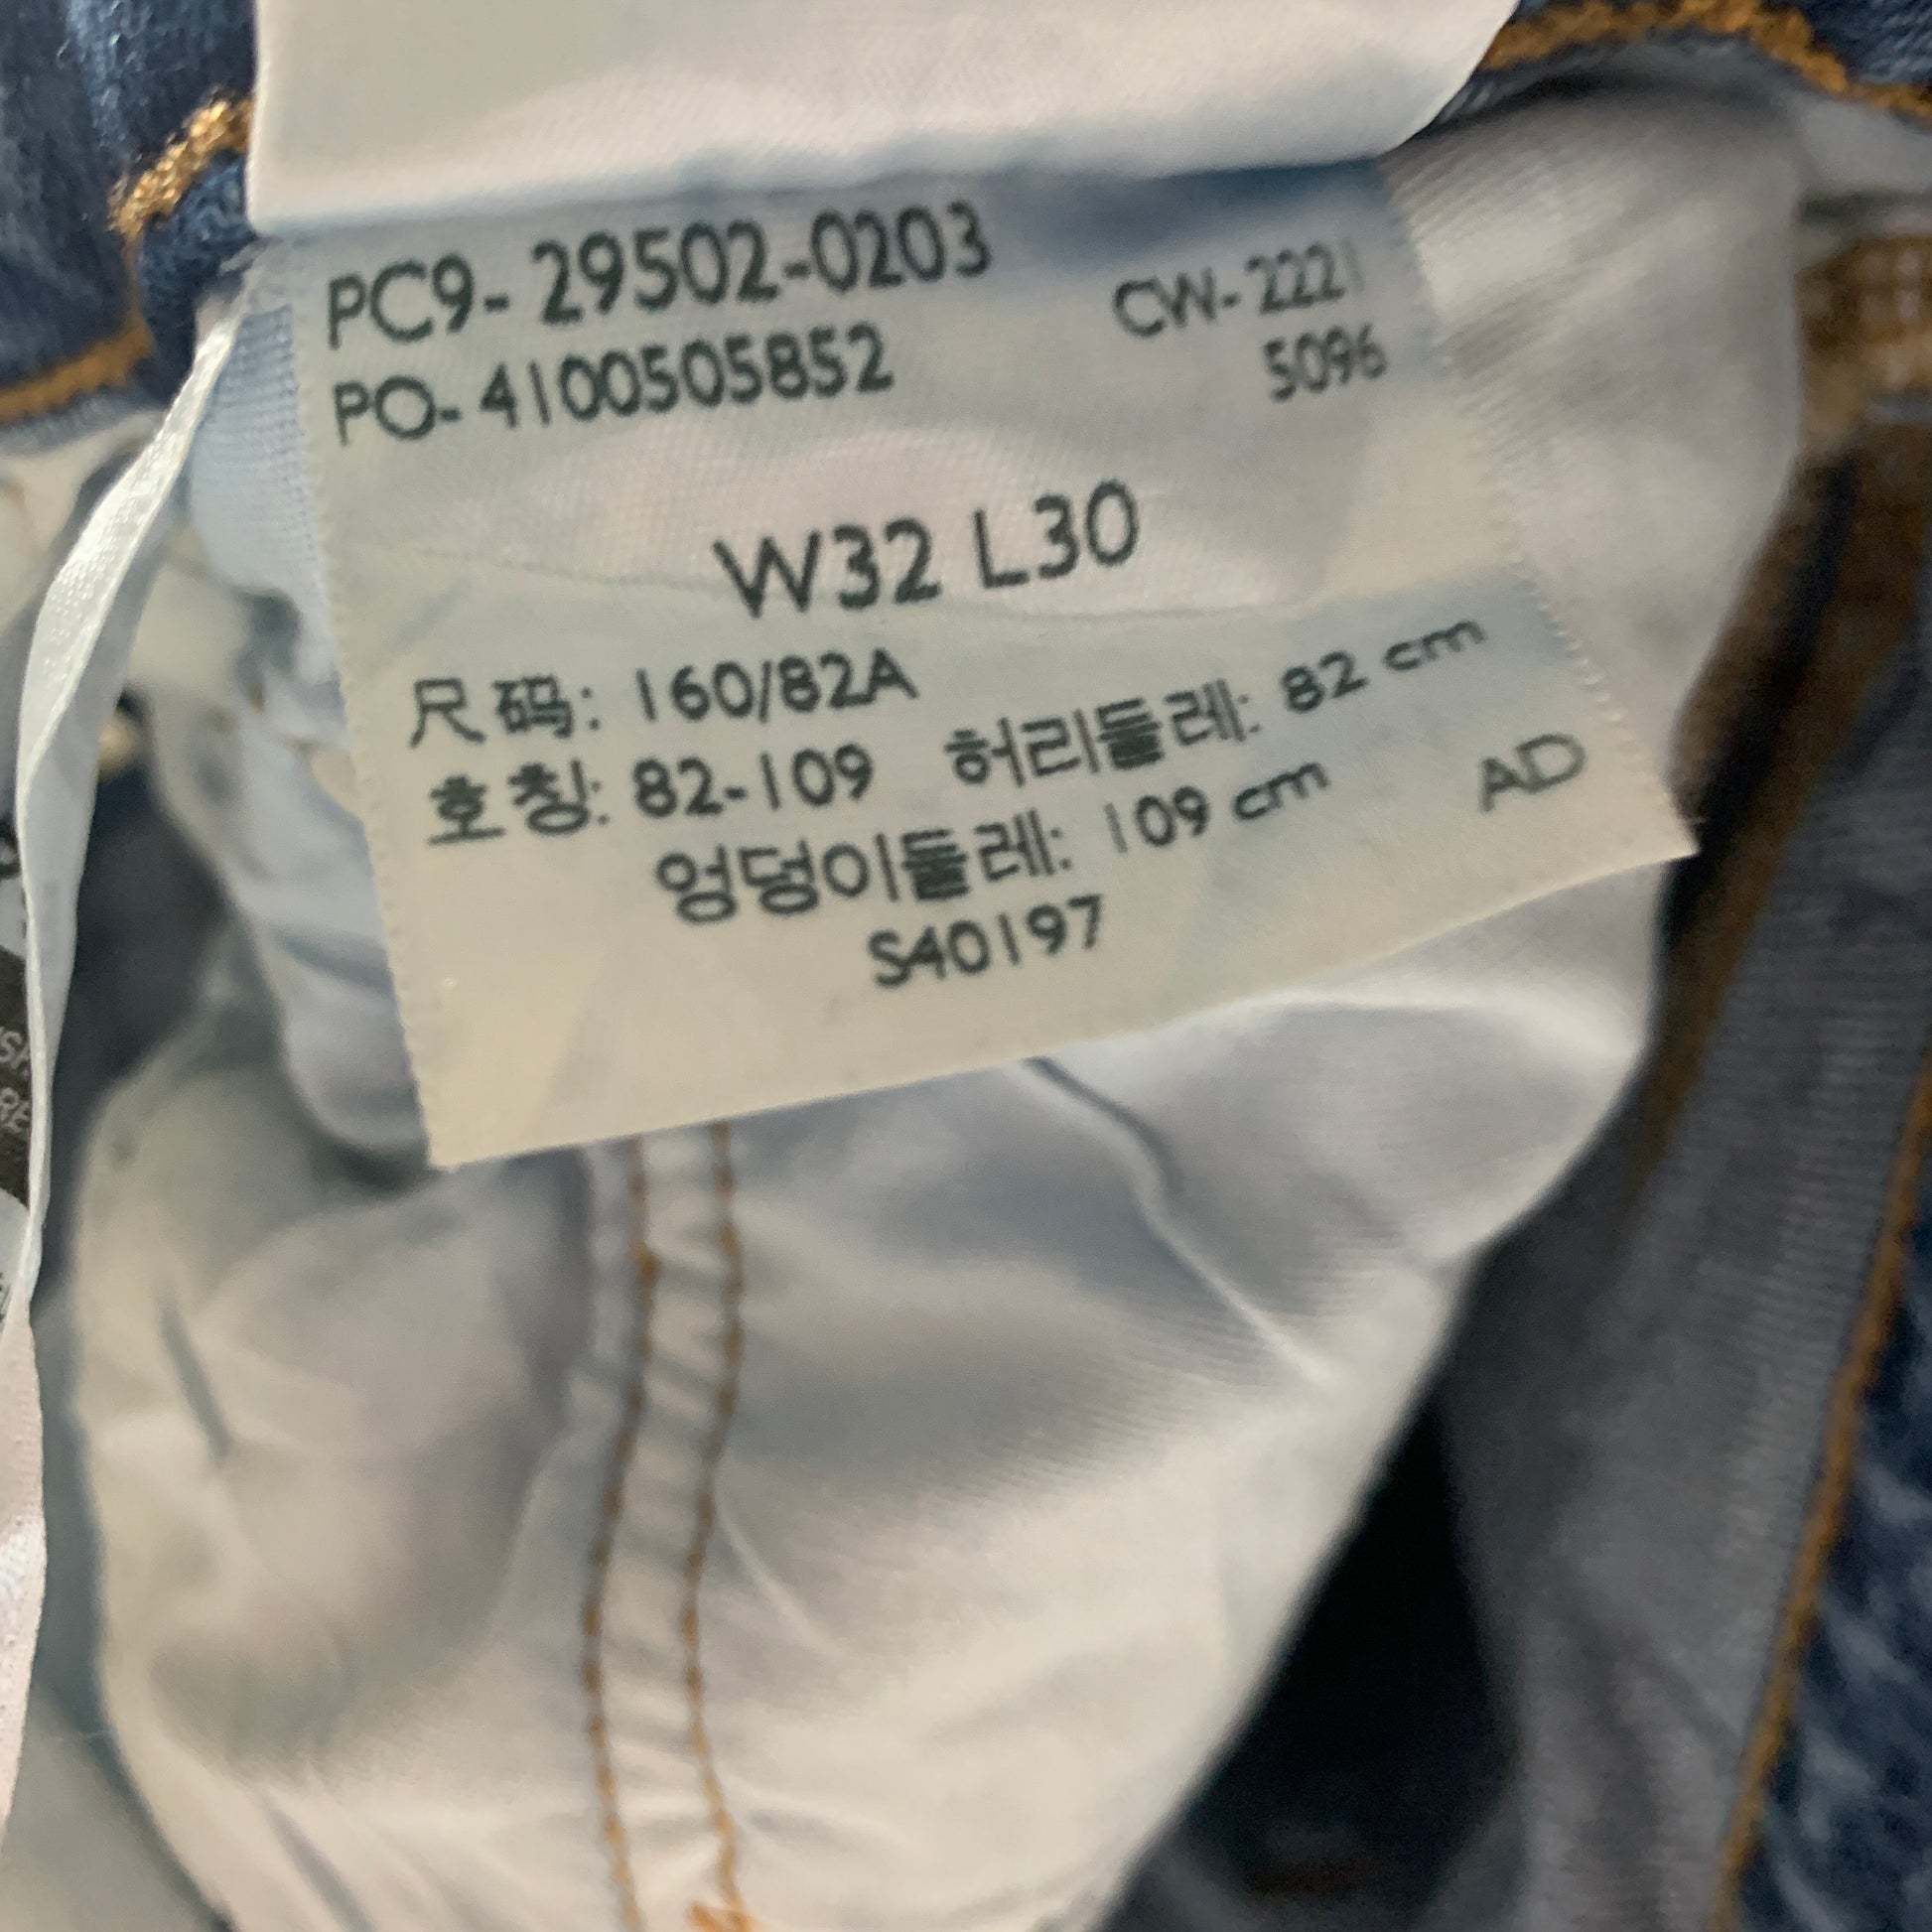 PC9- 29502-0203
CW-2221
PO- 4100505852
5096
W32 L30
尺码: 160/82A
호칭: 82-109 허리둘레: 82 cm
엉덩이둘레: 109 cm AD
S40197